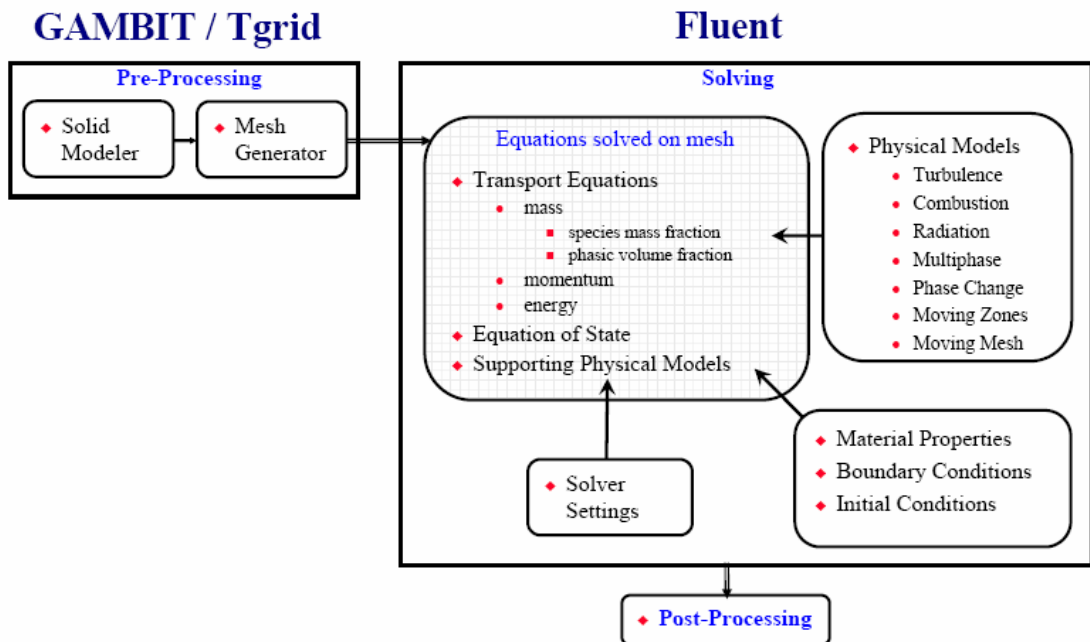 GAMBIT / Tgrid
Fluent
Pre-Processing
Solid
Modeler
Mesh
Generator
Solving
Equations solved on mesh
Transport Equations
mass
species mass fraction
phasic volume fraction
momentum
energy
Equation of State
Supporting Physical Models
Physical Models
Turbulence
Combustion
Radiation
Multiphase
Phase Change
Moving Zones
Moving Mesh
Solver
Settings
Material Properties
Boundary Conditions
Initial Conditions
Post-Processing